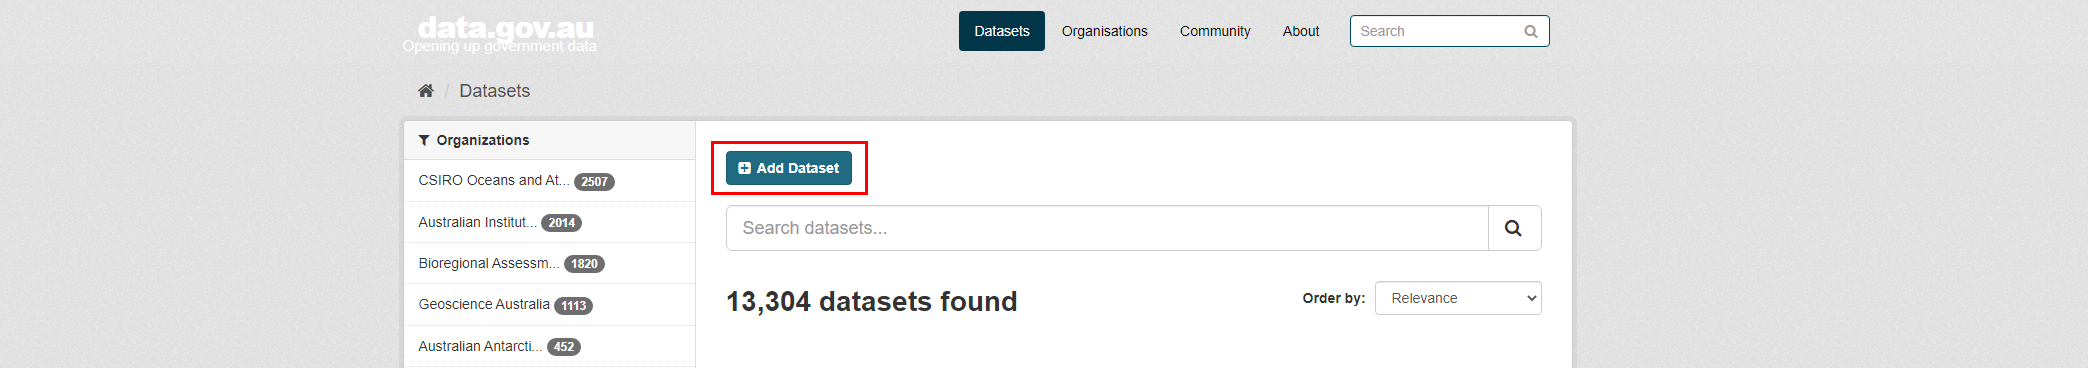 data.gov.au
Opening up government data
Datasets
Organisations
Community
About
Search
/ Datasets
Organizations
CSIRO Oceans and At... 2507
Australian Institut... 2014
Bioregional Assessm... 1820
Geoscience Australia 1113
Australian Antarcti... 452
Add Dataset
Search datasets...
13,304 datasets found
Order by: Relevance